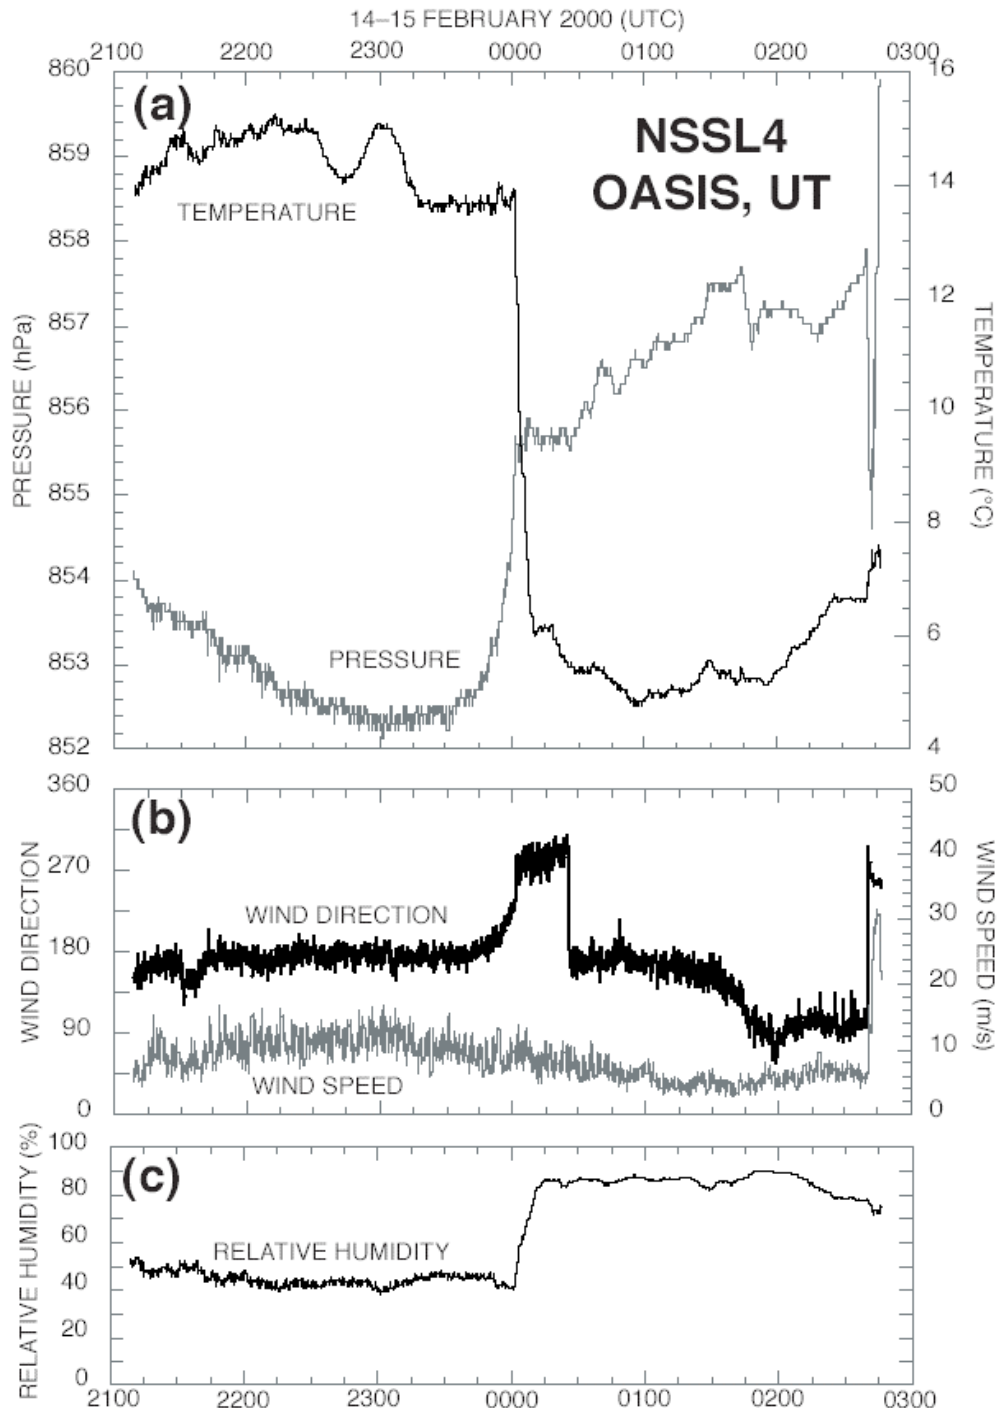 14–15 FEBRUARY 2000 (UTC)
2100 2200 2300 0000 0100 0200 0300
(a)
NSSL4
OASIS, UT
TEMPERATURE
PRESSURE
PRESSURE (hPa)
860
859
858
857
856
855
854
853
852
TEMPERATURE (°C)
16
14
12
10
8
6
4
(b)
WIND DIRECTION
WIND SPEED
WIND DIRECTION
360
270
180
90
0
WIND SPEED (m/s)
50
40
30
20
10
0
(c)
RELATIVE HUMIDITY
RELATIVE HUMIDITY (%)
100
80
60
40
20
0
2100 2200 2300 0000 0100 0200 0300